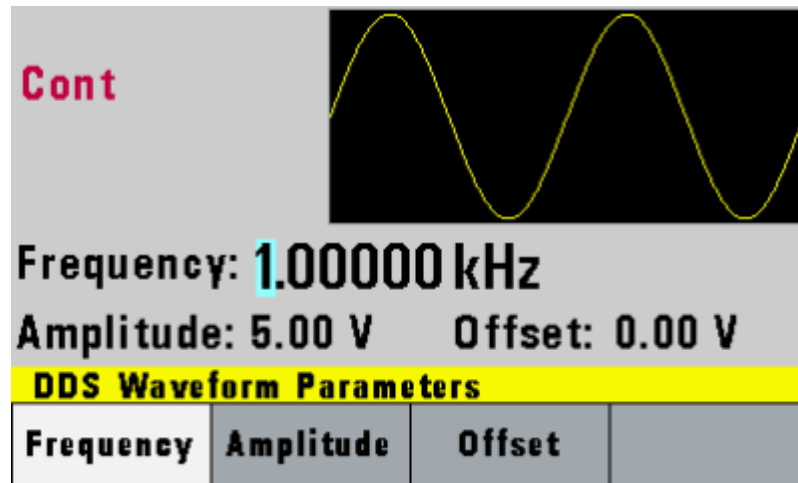 Cont
Frequency: 1.00000 kHz
Amplitude: 5.00 V Offset: 0.00 V
DDS Waveform Parameters
Frequency Amplitude Offset